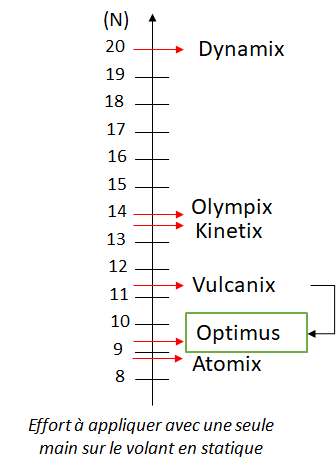 (N)
20 Dynamix
19
18
17
16
15
14 Olympix
Kinetix
13
12
Vulcanix
11
10
Optimus
9
Atomix
8
Effort à appliquer avec une seule
main sur le volant en statique